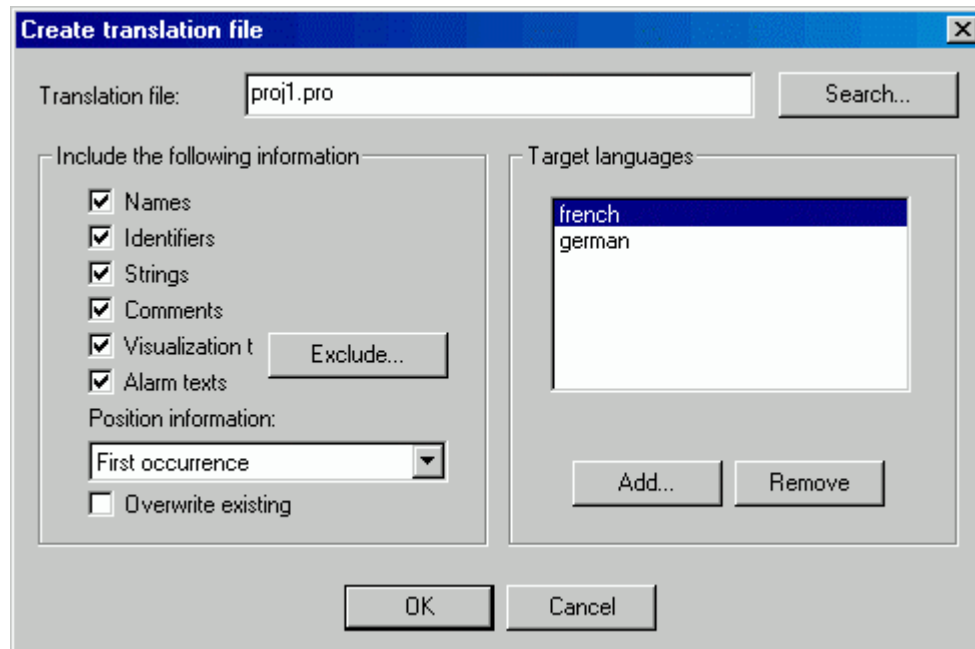 Create translation file
Translation file:
proj1.pro
Search...
Include the following information
Names
Identifiers
Strings
Comments
Visualization t
Exclude...
Alarm texts
Position information:
First occurrence
Overwrite existing
Target languages
french
german
Add...
Remove
OK
Cancel